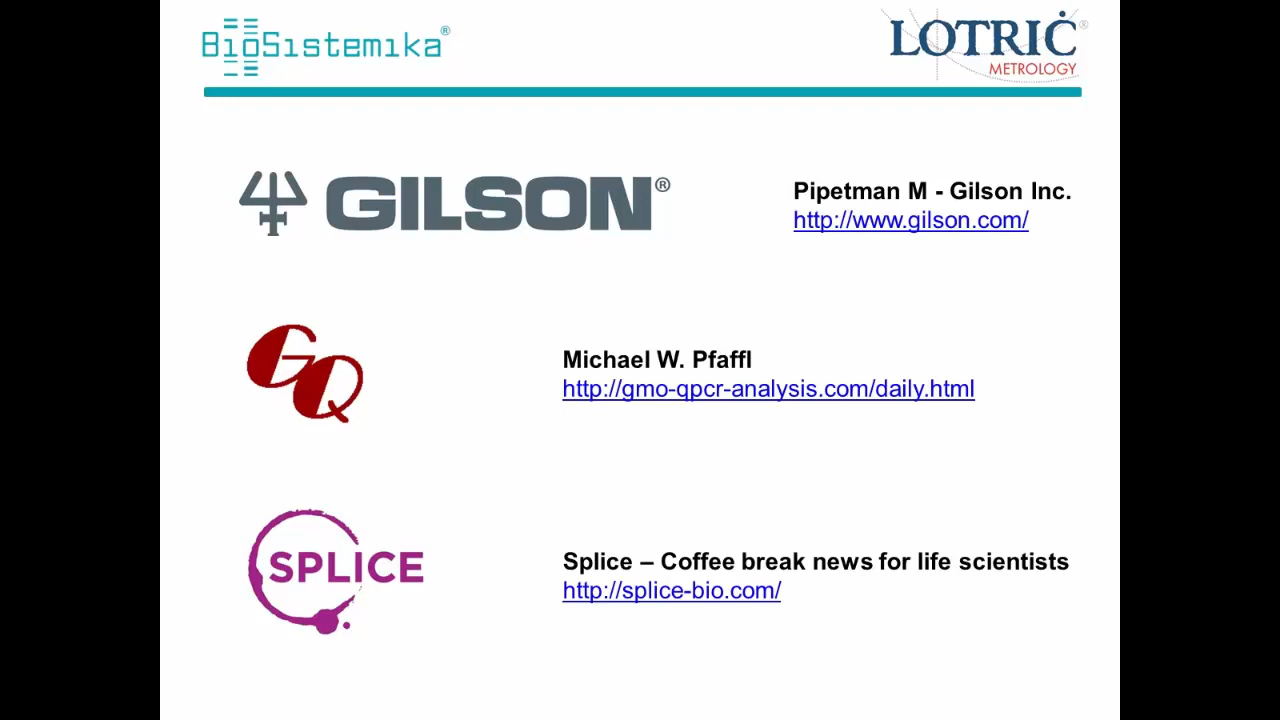 BioSistemika®
LOTRIČ®
METROLOGY
GILSON®
Pipetman M - Gilson Inc.
http://www.gilson.com/
GQ
Michael W. Pfaffl
http://gmo-qpcr-analysis.com/daily.html
SPLICE
Splice – Coffee break news for life scientists
http://splice-bio.com/